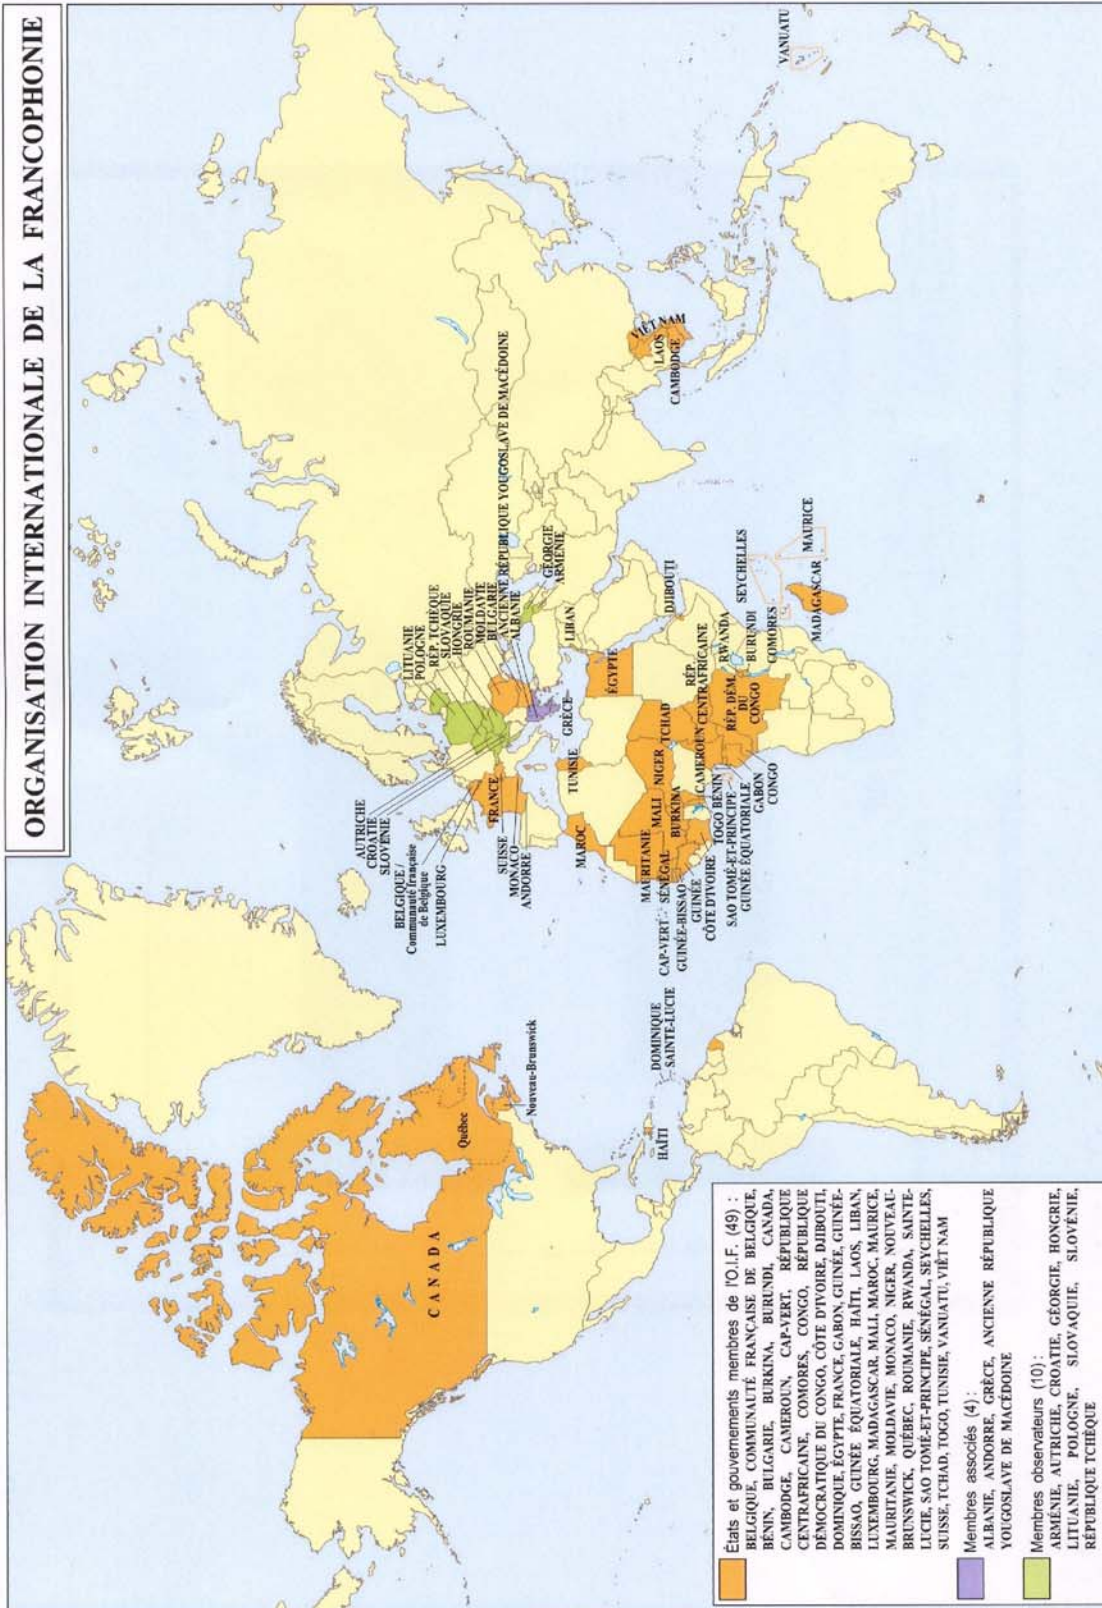 ORGANISATION INTERNATIONALE DE LA FRANCOPHONIE
CANADA
Québec
Nouveau-Brunswick
HAÏTI
DOMINIQUE
SAINTE-LUCIE
AUTRICHE
CROATIE
SLOVÉNIE
BELGIQUE /
Communauté française
de Belgique
LUXEMBOURG
FRANCE
SUISSE
MONACO
ANDORRE
LITUANIE
POLOGNE
RÉP. TCHÈQUE
SLOVAQUIE
HONGRIE
ROUMANIE
MOLDAVIE
BULGARIE
ANCIENNE RÉPUBLIQUE YOUGOSLAVE DE MACÉDOINE
ALBANIE
GÉORGIE
ARMÉNIE
GRÈCE
LIBAN
TUNISIE
MAROC
ÉGYPTE
MAURITANIE
MALI
NIGER
TCHAD
DJIBOUTI
CAP-VERT
SÉNÉGAL
BURKINA
GUINÉE-BISSAO
GUINÉE
CÔTE D'IVOIRE
TOGO
BÉNIN
CAMEROUN
RÉP.
CENTRAFRICAINE
SAO TOMÉ-ET-PRINCIPE
GUINÉE ÉQUATORIALE
GABON
CONGO
RÉP. DÉM.
DU
CONGO
RWANDA
BURUNDI
COMORES
SEYCHELLES
MAURICE
MADAGASCAR
VIÊT NAM
LAOS
CAMBODGE
VANUATU
États et gouvernements membres de l'O.I.F. (49) :
BELGIQUE, COMMUNAUTÉ FRANÇAISE DE BELGIQUE,
BÉNIN, BULGARIE, BURKINA, BURUNDI, CANADA,
CAMBODGE, CAMEROUN, CAP-VERT, RÉPUBLIQUE
CENTRAFRICAINE, COMORES, CONGO, RÉPUBLIQUE
DÉMOCRATIQUE DU CONGO, CÔTE D'IVOIRE, DJIBOUTI,
DOMINIQUE, ÉGYPTE, FRANCE, GABON, GUINÉE, GUINÉE-
BISSAO, GUINÉE ÉQUATORIALE, HAÏTI, LAOS, LIBAN,
LUXEMBOURG, MADAGASCAR, MALI, MAROC, MAURICE,
MAURITANIE, MOLDAVIE, MONACO, NIGER, NOUVEAU-
BRUNSWICK, QUÉBEC, ROUMANIE, RWANDA, SAINTE-
LUCIE, SAO TOMÉ-ET-PRINCIPE, SÉNÉGAL, SEYCHELLES,
SUISSE, TCHAD, TOGO, TUNISIE, VANUATU, VIÊT NAM
Membres associés (4) :
ALBANIE, ANDORRE, GRÈCE, ANCIENNE RÉPUBLIQUE
YOUGOSLAVE DE MACÉDOINE
Membres observateurs (10) :
ARMÉNIE, AUTRICHE, CROATIE, GÉORGIE, HONGRIE,
LITUANIE, POLOGNE, SLOVAQUIE, SLOVÉNIE,
RÉPUBLIQUE TCHÈQUE